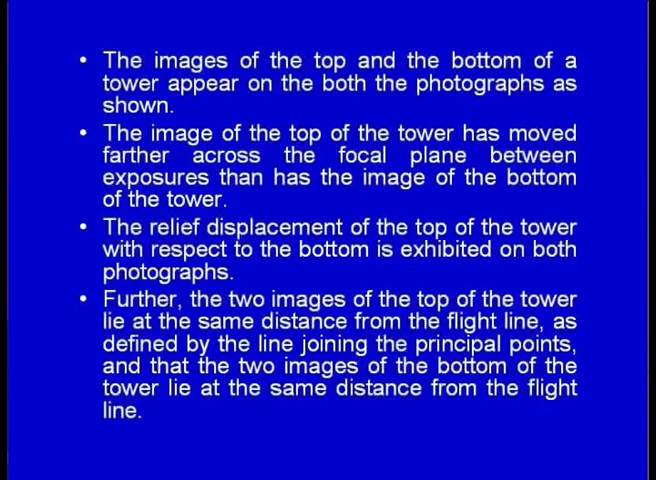 • The images of the top and the bottom of a
tower appear on the both the photographs as
shown.
• The image of the top of the tower has moved
farther across the focal plane between
exposures than has the image of the bottom
of the tower.
• The relief displacement of the top of the tower
with respect to the bottom is exhibited on both
photographs.
• Further, the two images of the top of the tower
lie at the same distance from the flight line, as
defined by the line joining the principal points,
and that the two images of the bottom of the
tower lie at the same distance from the flight
line.